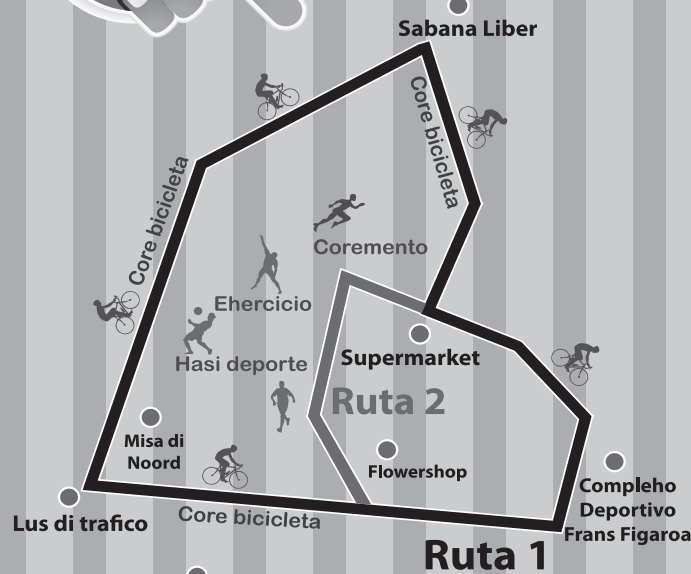 Sabana Liber
Core bicicleta
Core bicicleta
Coremento
Ehercicio
Hasi deporte
Supermarket
Ruta 2
Misa di
Noord
Flowershop
Compleho
Deportivo
Frans Figaroa
Lus di trafico
Core bicicleta
Ruta 1